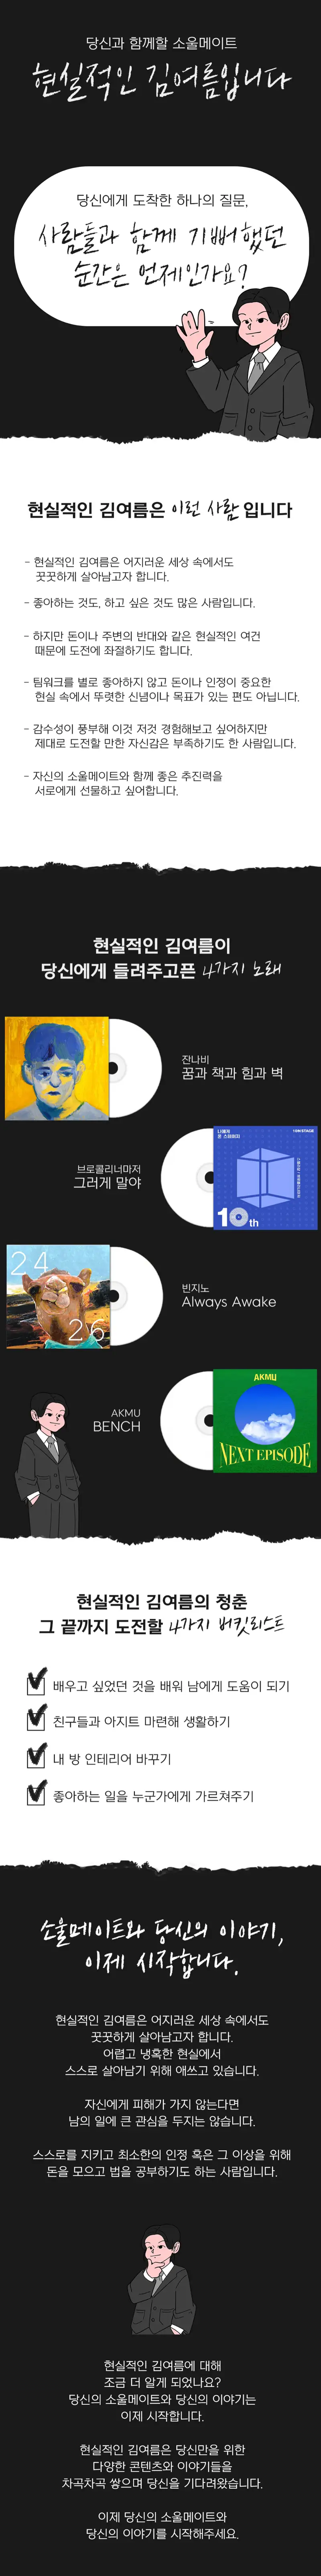 당신과 함께할 소울메이트
현실적인 김여름입니다
당신에게 도착한 하나의 질문,
사람들과 함께 기뻐했던
순간은 언제인가요?
현실적인 김여름은 이런 사람 입니다
- 현실적인 김여름은 어지러운 세상 속에서도
꿋꿋하게 살아남고자 합니다.
- 좋아하는 것도, 하고 싶은 것도 많은 사람입니다.
- 하지만 돈이나 주변의 반대와 같은 현실적인 여건
때문에 도전에 좌절하기도 합니다.
- 팀워크를 별로 좋아하지 않고 돈이나 인정이 중요한
현실 속에서 뚜렷한 신념이나 목표가 있는 편도 아닙니다.
- 감수성이 풍부해 이것 저것 경험해보고 싶어하지만
제대로 도전할 만한 자신감은 부족하기도 한 사람입니다.
- 자신의 소울메이트와 함께 좋은 추진력을
서로에게 선물하고 싶어합니다.
현실적인 김여름이
당신에게 들려주고픈 4가지 노래
잔나비
꿈과 책과 힘과 벽
브로콜리너마저
그러게 말야
10th
24
26
빈지노
Always Awake
AKMU
BENCH
AKMU
NEXT EPISODE
현실적인 김여름의 청춘
그 끝까지 도전할 4가지 버킷리스트
배우고 싶었던 것을 배워 남에게 도움이 되기
친구들과 아지트 마련해 생활하기
내 방 인테리어 바꾸기
좋아하는 일을 누군가에게 가르쳐주기
소울메이트와 당신의 이야기,
이제 시작합니다.
현실적인 김여름은 어지러운 세상 속에서도
꿋꿋하게 살아남고자 합니다.
어렵고 냉혹한 현실에서
스스로 살아남기 위해 애쓰고 있습니다.
자신에게 피해가 가지 않는다면
남의 일에 큰 관심을 두지는 않습니다.
스스로를 지키고 최소한의 인정 혹은 그 이상을 위해
돈을 모으고 법을 공부하기도 하는 사람입니다.
현실적인 김여름에 대해
조금 더 알게 되었나요?
당신의 소울메이트와 당신의 이야기는
이제 시작합니다.
현실적인 김여름은 당신만을 위한
다양한 콘텐츠와 이야기들을
차곡차곡 쌓으며 당신을 기다려왔습니다.
이제 당신의 소울메이트와
당신의 이야기를 시작해주세요.